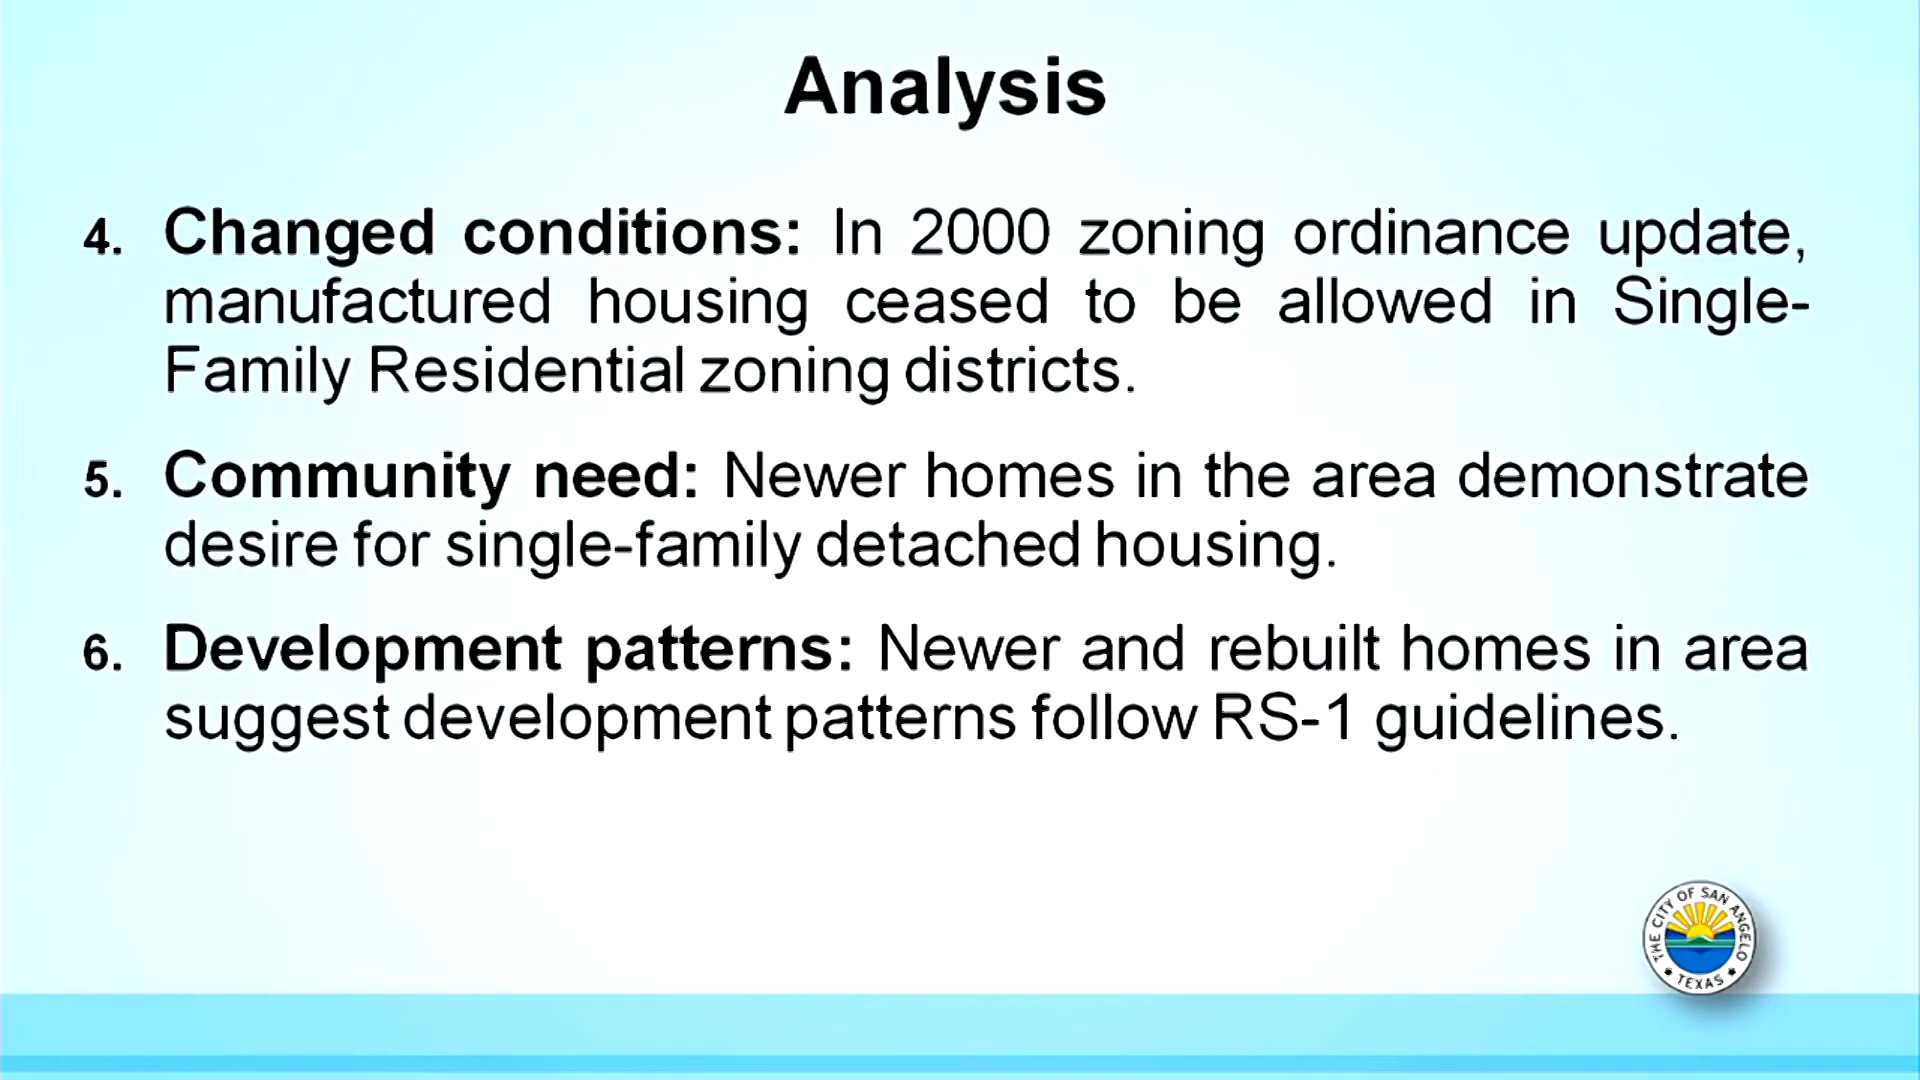 Analysis
4. Changed conditions: In 2000 zoning ordinance update,
manufactured housing ceased to be allowed in Single-
Family Residential zoning districts.
5. Community need: Newer homes in the area demonstrate
desire for single-family detached housing.
6. Development patterns: Newer and rebuilt homes in area
suggest development patterns follow RS-1 guidelines.
THE CITY OF SAN ANGELO
TEXAS